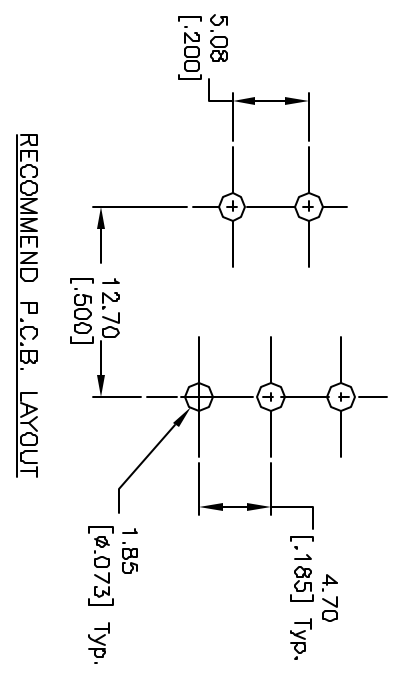 5.08
[.200]
12.70
[.500]
4.70
[.185] Typ.
1.85
[ø.073] Typ.
RECOMMEND P.C.B. LAYOUT